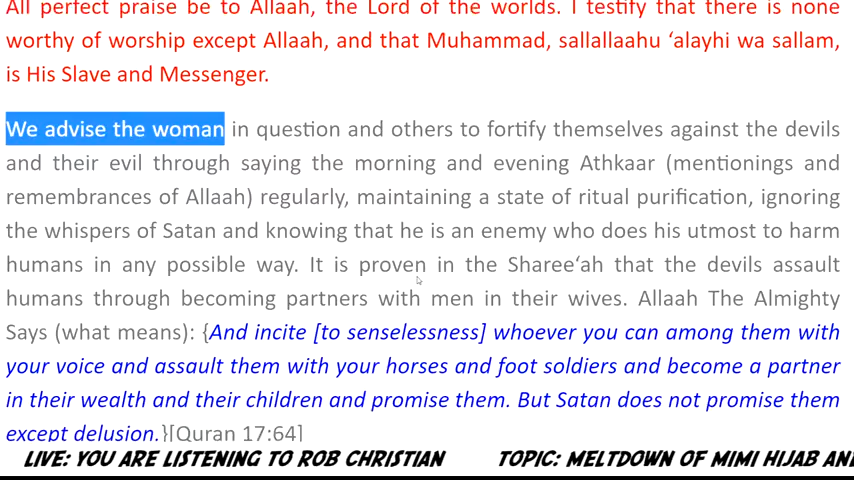 All perfect praise be to Allaah, the Lord of the worlds. I testify that there is none
worthy of worship except Allaah, and that Muhammad, sallallaahu ‘alayhi wa sallam,
is His Slave and Messenger.
We advise the woman in question and others to fortify themselves against the devils
and their evil through saying the morning and evening Athkaar (mentionings and
remembrances of Allaah) regularly, maintaining a state of ritual purification, ignoring
the whispers of Satan and knowing that he is an enemy who does his utmost to harm
humans in any possible way. It is proven in the Sharee‘ah that the devils assault
humans through becoming partners with men in their wives. Allaah The Almighty
Says (what means): {And incite [to senselessness] whoever you can among them with
your voice and assault them with your horses and foot soldiers and become a partner
in their wealth and their children and promise them. But Satan does not promise them
except delusion.}[Quran 17:64]
LIVE: YOU ARE LISTENING TO ROB CHRISTIAN TOPIC: MELTDOWN OF MIMI HIJAB AN